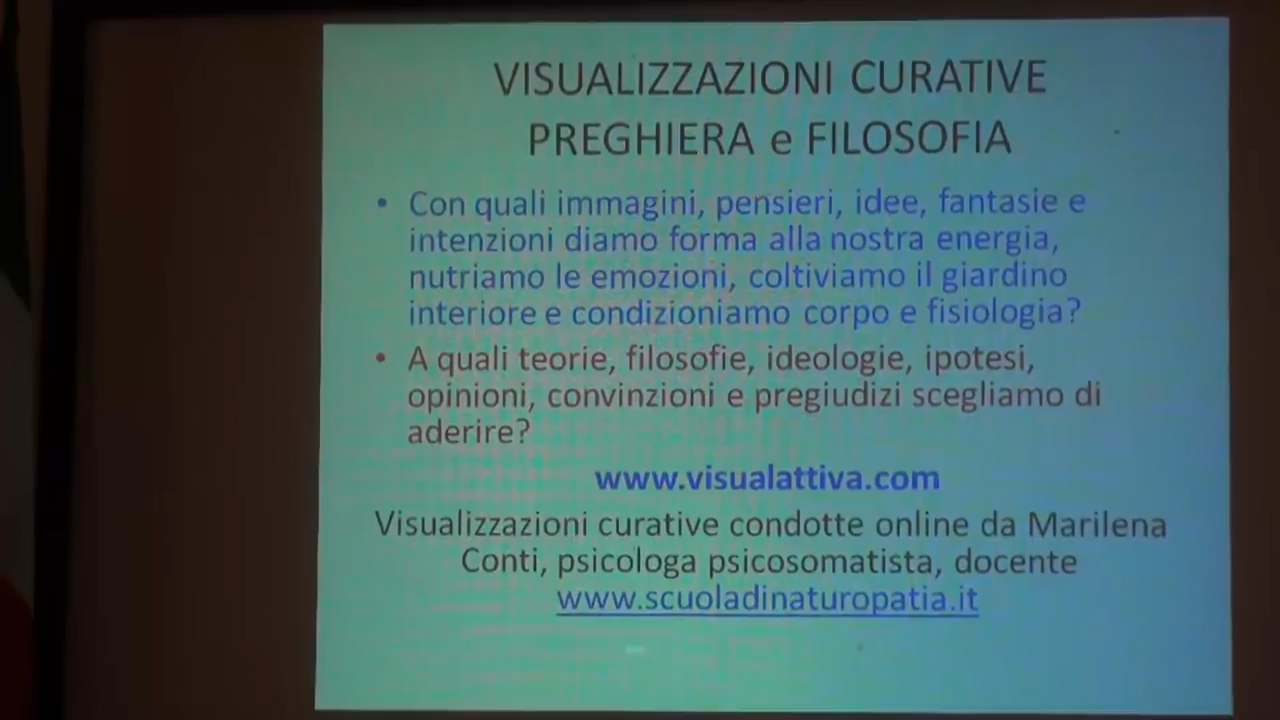 VISUALIZZAZIONI CURATIVE
PREGHIERA e FILOSOFIA
• Con quali immagini, pensieri, idee, fantasie e
intenzioni diamo forma alla nostra energia,
nutriamo le emozioni, coltiviamo il giardino
interiore e condizioniamo corpo e fisiologia?
• A quali teorie, filosofie, ideologie, ipotesi,
opinioni, convinzioni e pregiudizi scegliamo di
aderire?
www.visualattiva.com
Visualizzazioni curative condotte online da Marilena
Conti, psicologa psicosomatista, docente
www.scuoladinaturopatia.it